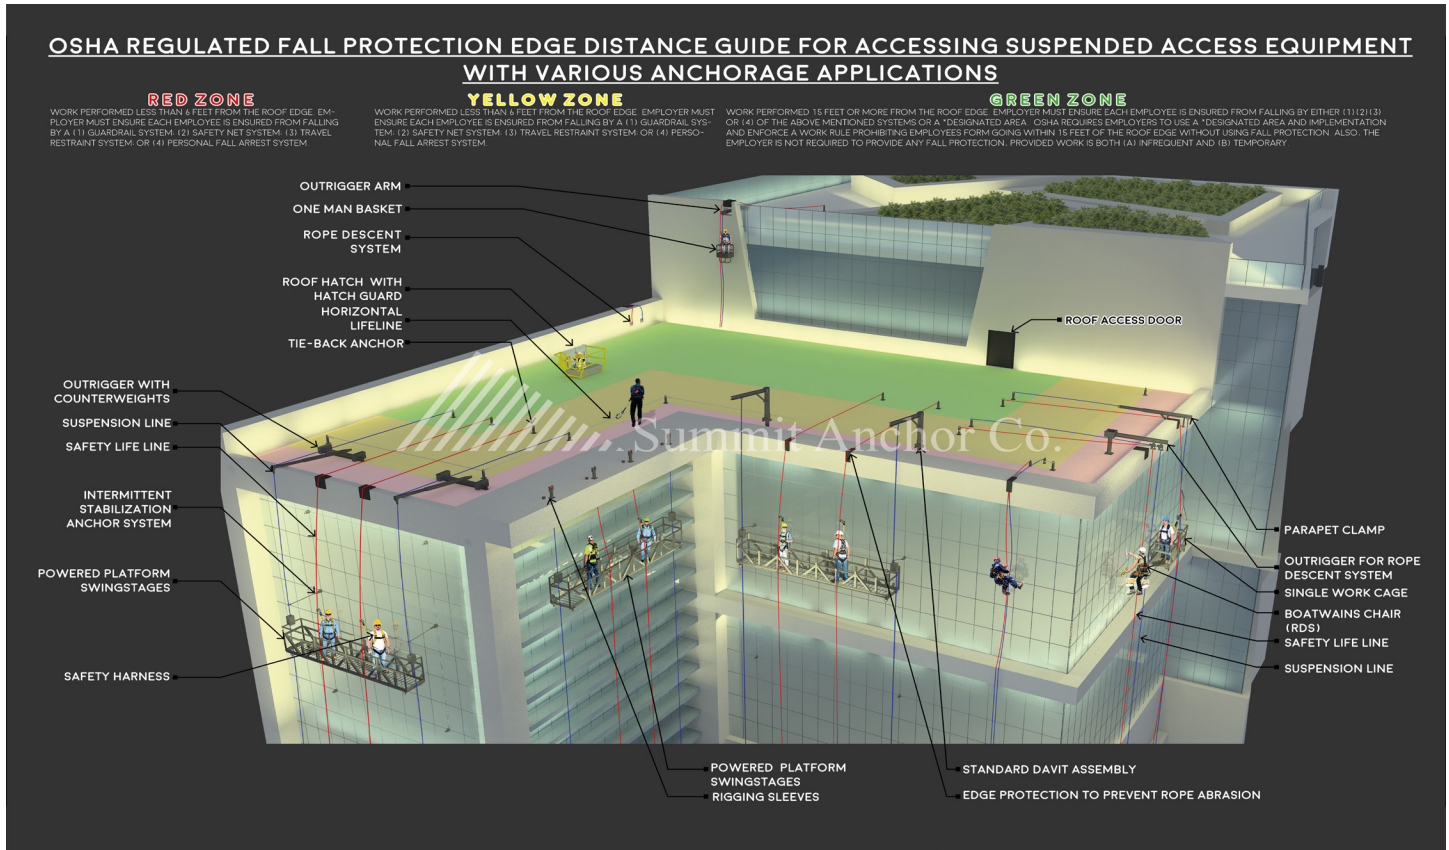 OSHA REGULATED FALL PROTECTION EDGE DISTANCE GUIDE FOR ACCESSING SUSPENDED ACCESS EQUIPMENT
WITH VARIOUS ANCHORAGE APPLICATIONS
RED ZONE
WORK PERFORMED LESS THAN 6 FEET FROM THE ROOF EDGE. EM-
PLOYER MUST ENSURE EACH EMPLOYEE IS ENSURED FROM FALLING
BY A (1) GUARDRAIL SYSTEM; (2) SAFETY NET SYSTEM; (3) TRAVEL
RESTRAINT SYSTEM; OR (4) PERSONAL FALL ARREST SYSTEM
YELLOW ZONE
WORK PERFORMED LESS THAN 6 FEET FROM THE ROOF EDGE. EMPLOYER MUST
ENSURE EACH EMPLOYEE IS ENSURED FROM FALLING BY A (1) GUARDRAIL SYS-
TEM; (2) SAFETY NET SYSTEM; (3) TRAVEL RESTRAINT SYSTEM; OR (4) PERSO-
NAL FALL ARREST SYSTEM.
GREEN ZONE
WORK PERFORMED 15 FEET OR MORE FROM THE ROOF EDGE. EMPLOYER MUST ENSURE EACH EMPLOYEE IS ENSURED FROM FALLING BY EITHER (1) (2) (3)
OR (4) OF THE ABOVE MENTIONED SYSTEMS OR A *DESIGNATED AREA. OSHA REQUIRES EMPLOYERS TO USE A *DESIGNATED AREA AND IMPLEMENTATION
AND ENFORCE A WORK RULE PROHIBITING EMPLOYEES FORM GOING WITHIN 15 FEET OF THE ROOF EDGE WITHOUT USING FALL PROTECTION. ALSO, THE
EMPLOYER IS NOT REQUIRED TO PROVIDE ANY FALL PROTECTION, PROVIDED WORK IS BOTH (A) INFREQUENT AND (B) TEMPORARY.
OUTRIGGER ARM
ONE MAN BASKET
ROPE DESCENT
SYSTEM
ROOF HATCH WITH
HATCH GUARD
HORIZONTAL
LIFELINE
TIE-BACK ANCHOR
ROOF ACCESS DOOR
OUTRIGGER WITH
COUNTERWEIGHTS
SUSPENSION LINE
SAFETY LIFE LINE
INTERMITTENT
STABILIZATION
ANCHOR SYSTEM
POWERED PLATFORM
SWINGSTAGES
SAFETY HARNESS
Summit Anchor Co.
PARAPET CLAMP
OUTRIGGER FOR ROPE
DESCENT SYSTEM
SINGLE WORK CAGE
BOATWAINS CHAIR
(RDS)
SAFETY LIFE LINE
SUSPENSION LINE
POWERED PLATFORM
SWINGSTAGES
RIGGING SLEEVES
STANDARD DAVIT ASSEMBLY
EDGE PROTECTION TO PREVENT ROPE ABRASION